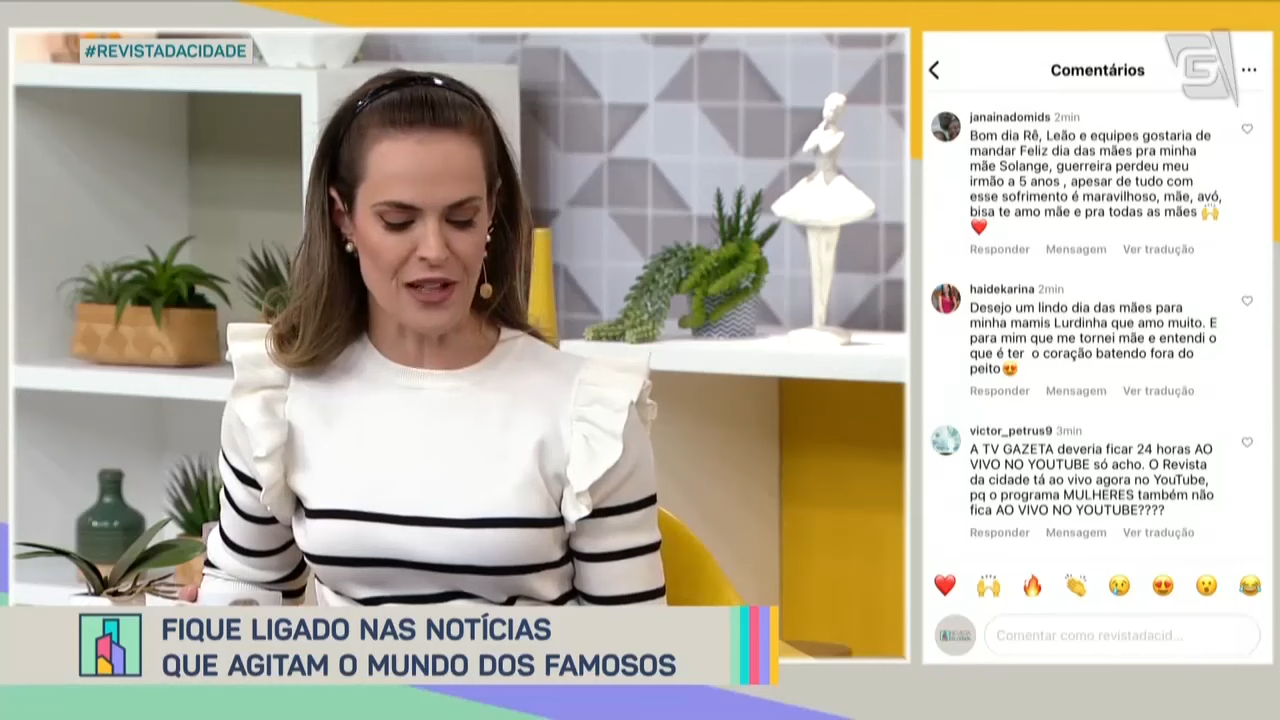 #REVISTADACIDADE
Comentários
janainadomids 2min
Bom dia Rê, Leão e equipes gostaria de
mandar Feliz dia das mães pra minha
mãe Solange, guerreira perdeu meu
irmão a 5 anos , apesar de tudo com
esse sofrimento é maravilhoso, mãe, avó,
bisa te amo mãe e pra todas as mães 🙌
❤️
Responder Mensagem Ver tradução
haidekarina 2min
Desejo um lindo dia das mães para
minha mamis Lurdinha que amo muito. E
para mim que me tornei mãe e entendi o
que é ter o coração batendo fora do
peito😍
Responder Mensagem Ver tradução
victor_petrus9 3min
A TV GAZETA deveria ficar 24 horas AO
VIVO NO YOUTUBE só acho. O Revista
da cidade tá ao vivo agora no YouTube,
pq o programa MULHERES também não
fica AO VIVO NO YOUTUBE????
Responder Mensagem Ver tradução
Comentar como revistadacid...
FIQUE LIGADO NAS NOTÍCIAS
QUE AGITAM O MUNDO DOS FAMOSOS